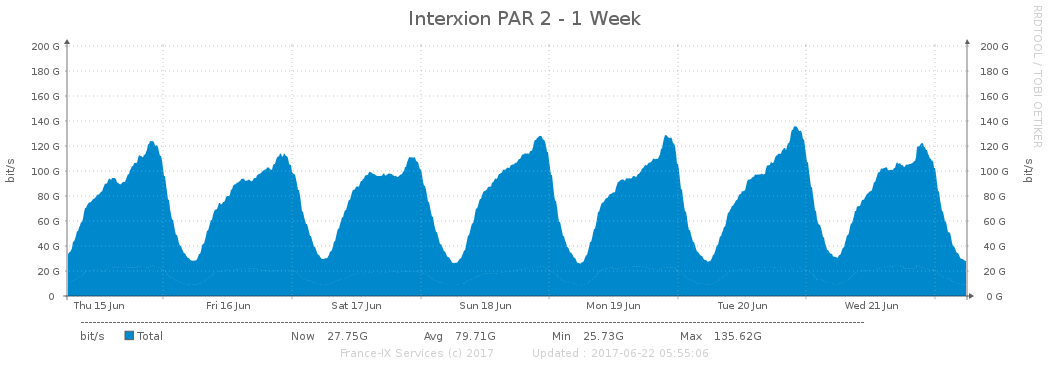 Interxion PAR 2 - 1 Week
RRDTOOL / TOBI OETIKER
200 G 200 G
180 G 180 G
160 G 160 G
140 G 140 G
120 G 120 G
100 G 100 G
80 G 80 G
60 G 60 G
40 G 40 G
20 G 20 G
0 0 G
bit/s
bit/s
Thu 15 Jun Fri 16 Jun Sat 17 Jun Sun 18 Jun Mon 19 Jun Tue 20 Jun Wed 21 Jun
bit/s Total Now 27.75G Avg 79.71G Min 25.73G Max 135.62G
France-IX Services (c) 2017 Updated : 2017-06-22 05:55:06